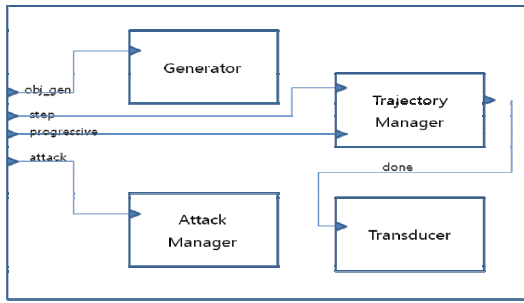 Generator
obj_gen
step
progressive
attack
Trajectory
Manager
done
Attack
Manager
Transducer